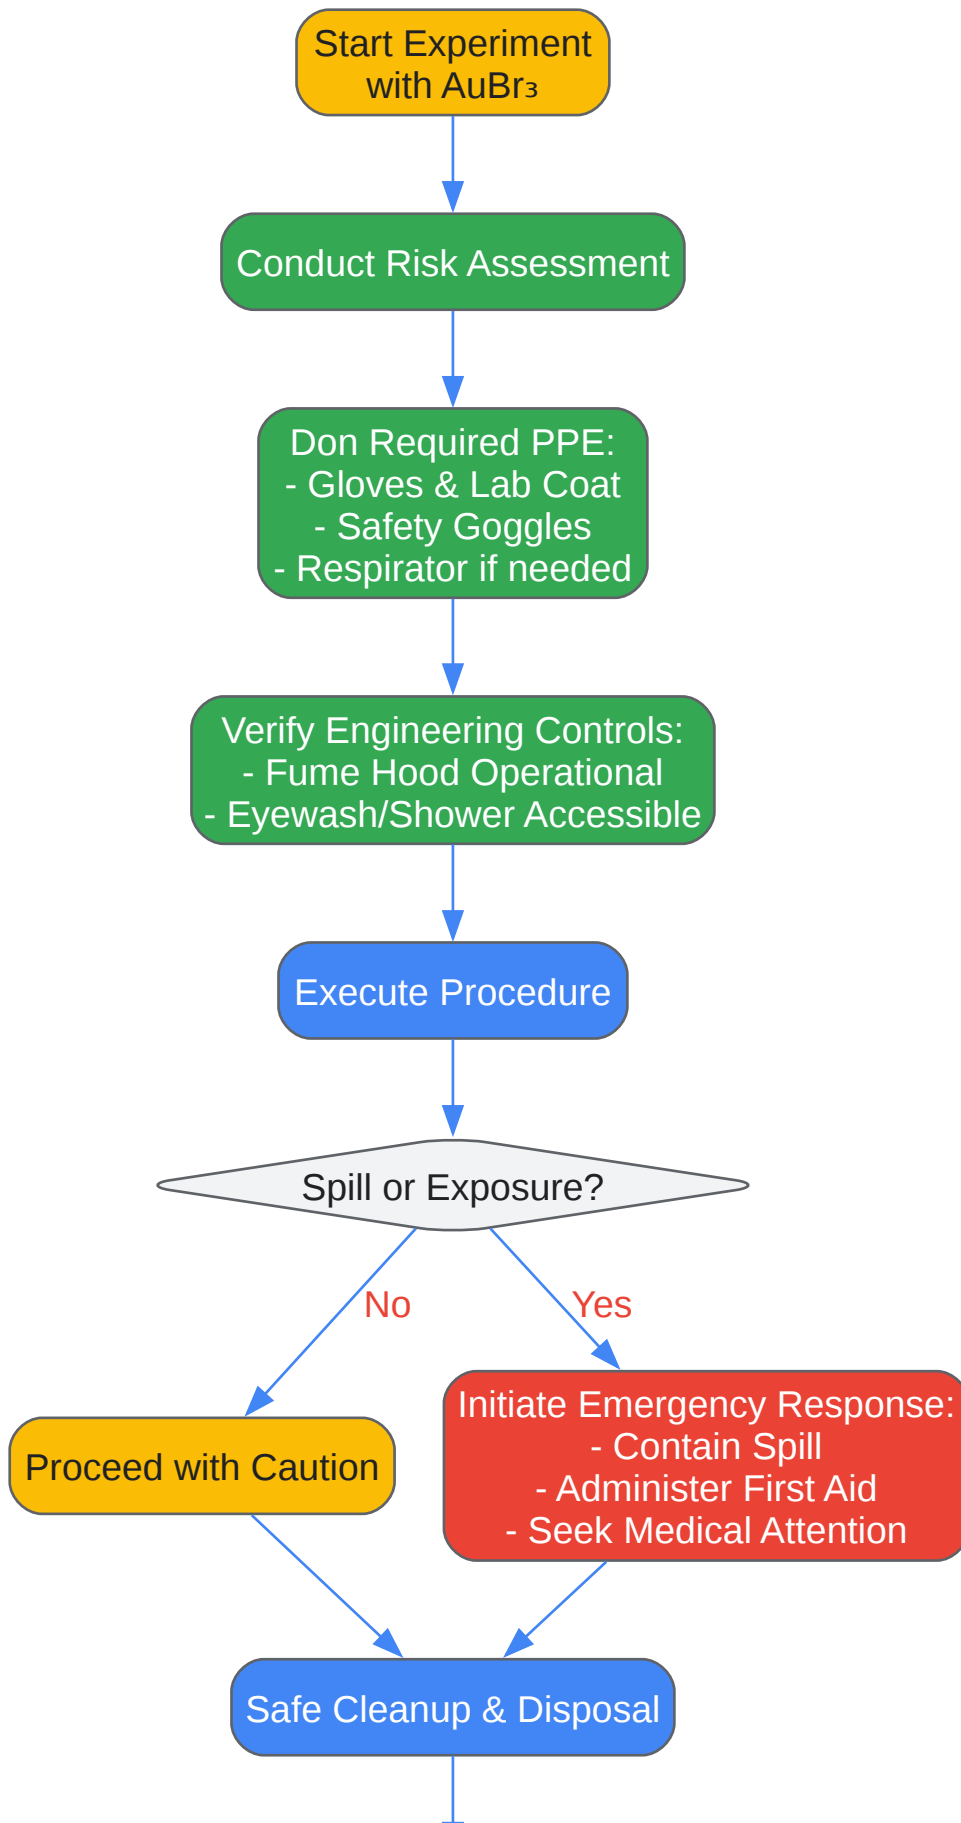 Start Experiment
with AuBr₃
Conduct Risk Assessment
Don Required PPE:
- Gloves & Lab Coat
- Safety Goggles
- Respirator if needed
Verify Engineering Controls:
- Fume Hood Operational
- Eyewash/Shower Accessible
Execute Procedure
Spill or Exposure?
No
Yes
Proceed with Caution
Initiate Emergency Response:
- Contain Spill
- Administer First Aid
- Seek Medical Attention
Safe Cleanup & Disposal